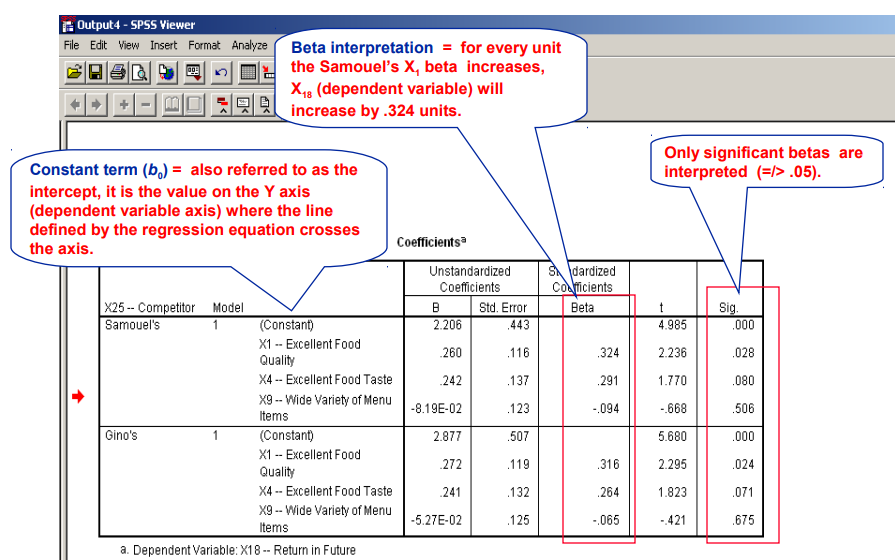 Output4 - SPSS Viewer
File Edit View Insert Format Analyze
Beta interpretation = for every unit
the Samouel's X1 beta increases,
X18 (dependent variable) will
increase by .324 units.
Constant term (b0) = also referred to as the
intercept, it is the value on the Y axis
(dependent variable axis) where the line
defined by the regression equation crosses
the axis.
Only significant betas are
interpreted (=/> .05).
Coefficientsa
Unstandardized
Coefficients
Standardized
Coefficients
X25 -- Competitor Model B Std. Error Beta t Sig.
Samouel's 1 (Constant) 2.206 .443 4.985 .000
X1 -- Excellent Food
Quality .260 .116 .324 2.236 .028
X4 -- Excellent Food Taste .242 .137 .291 1.770 .080
X9 -- Wide Variety of Menu
Items -8.19E-02 .123 -.094 -.668 .506
Gino's 1 (Constant) 2.877 .507 5.680 .000
X1 -- Excellent Food
Quality .272 .119 .316 2.295 .024
X4 -- Excellent Food Taste .241 .132 .264 1.823 .071
X9 -- Wide Variety of Menu
Items -5.27E-02 .125 -.065 -.421 .675
a. Dependent Variable: X18 -- Return in Future